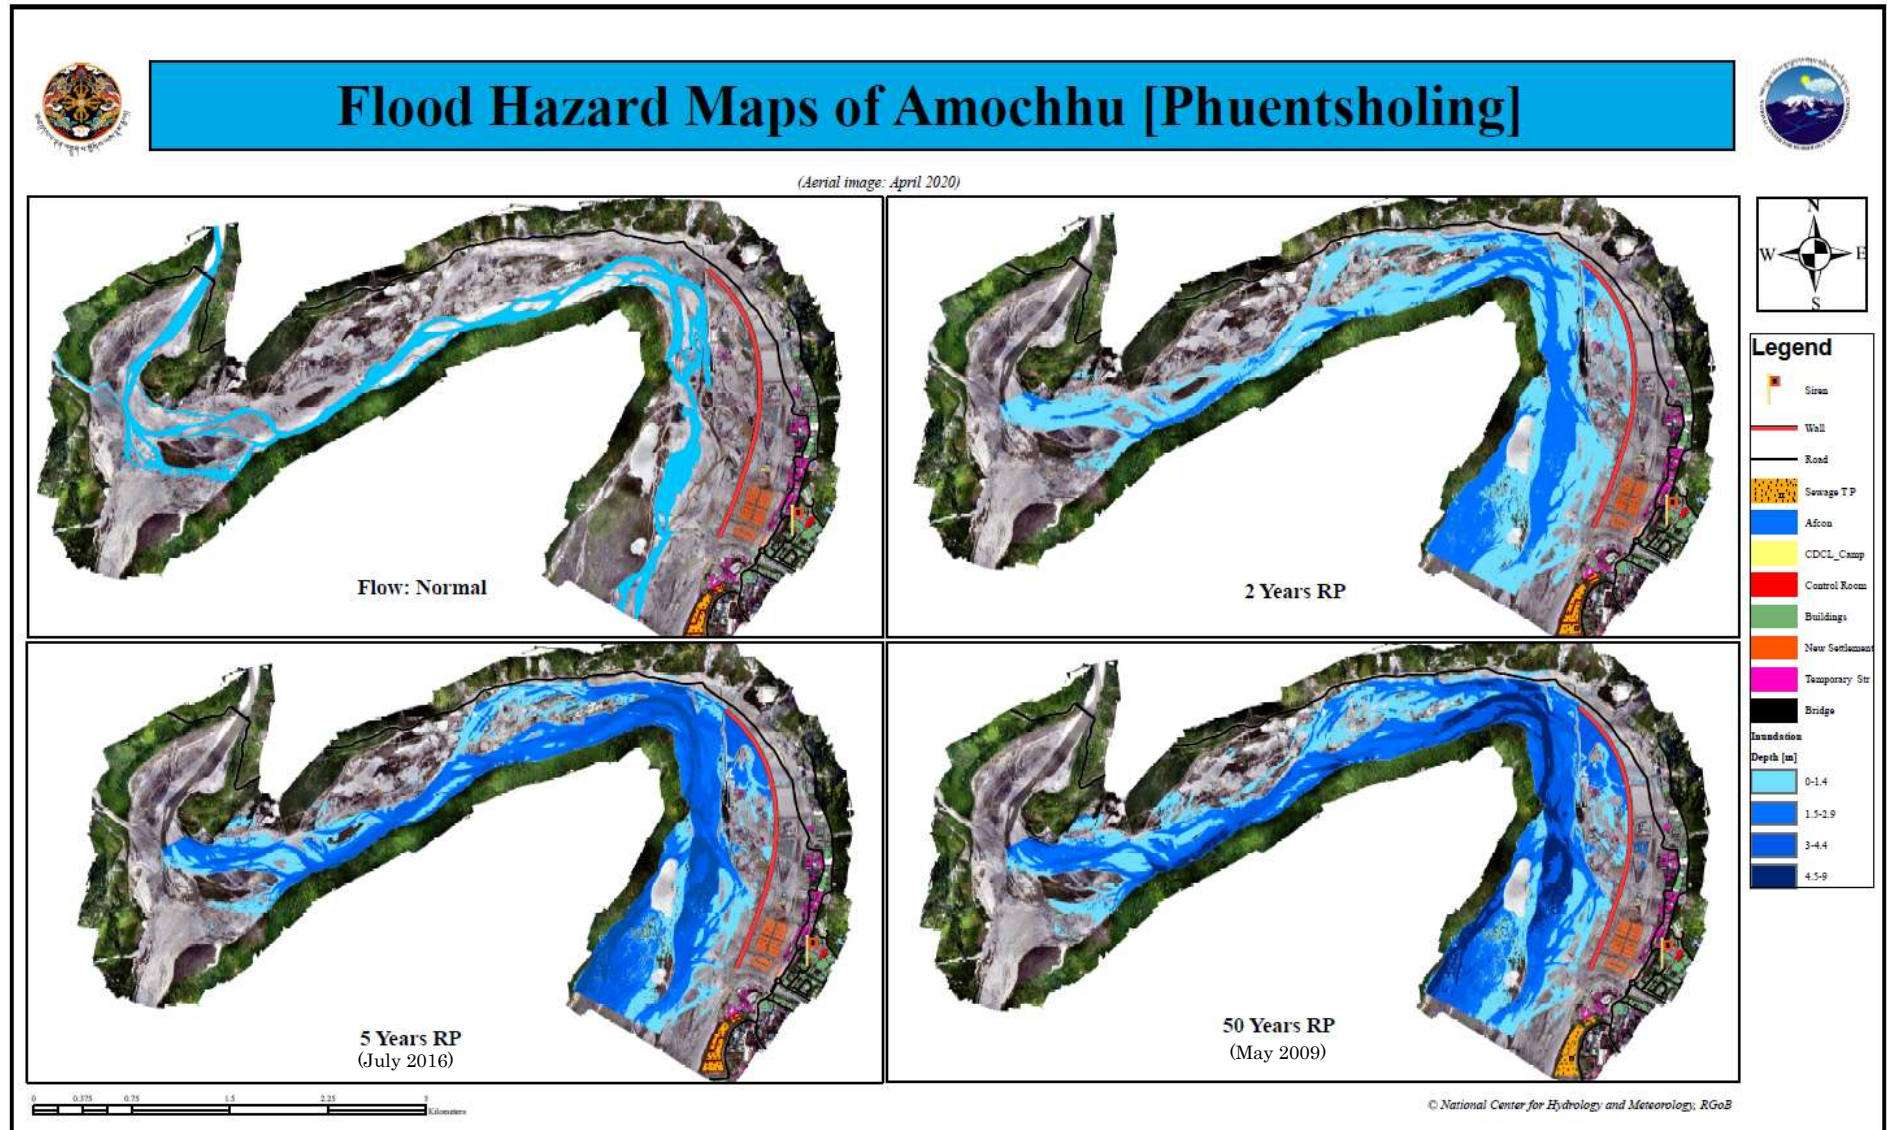 Flood Hazard Maps of Amochhu [Phuentsholing]
(Aerial image: April 2020)
Flow: Normal
2 Years RP
5 Years RP
(July 2016)
50 Years RP
(May 2009)
N
W E
S
Legend
Siren
Wall
Road
Sewage T P
Afcon
CDCL_Camp
Control Room
Buildings
New Settlement
Temporary Str
Bridge
Inundation
Depth [m]
0-1.4
1.5-2.9
3-4.4
4.5-9
0 0.375 0.75 1.5 2.25 3
Kilometers
© National Center for Hydrology and Meteorology, RGoB